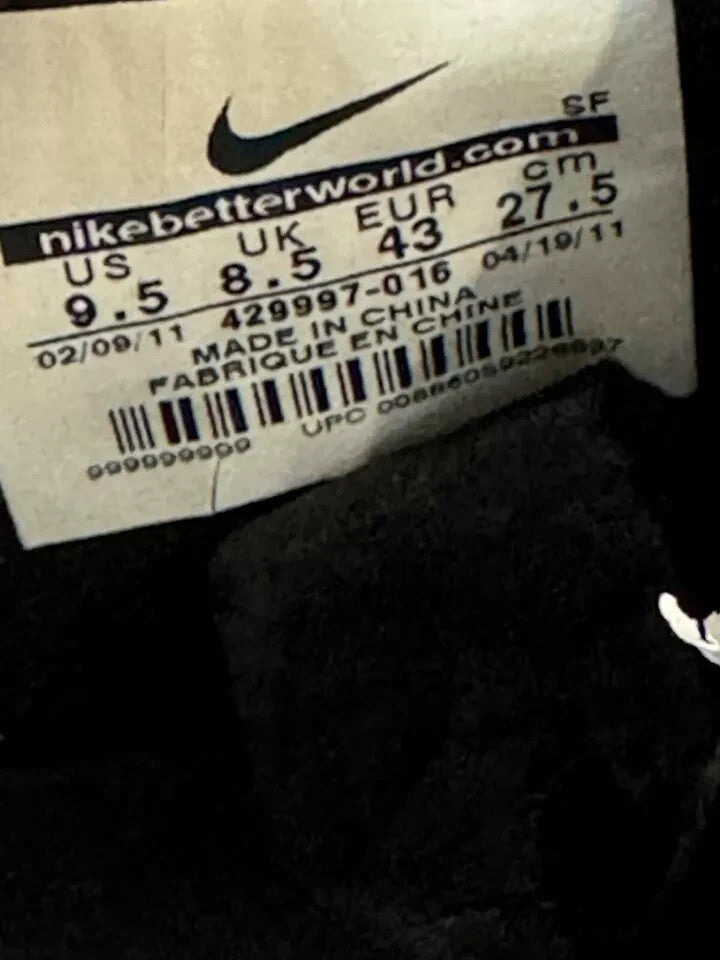 SF
nikebetterworld.com
US UK EUR cm
9.5 8.5 43 27.5
02/09/11 429997-016 04/19/11
MADE IN CHINA
FABRIQUE EN CHINE
999999999 UPC